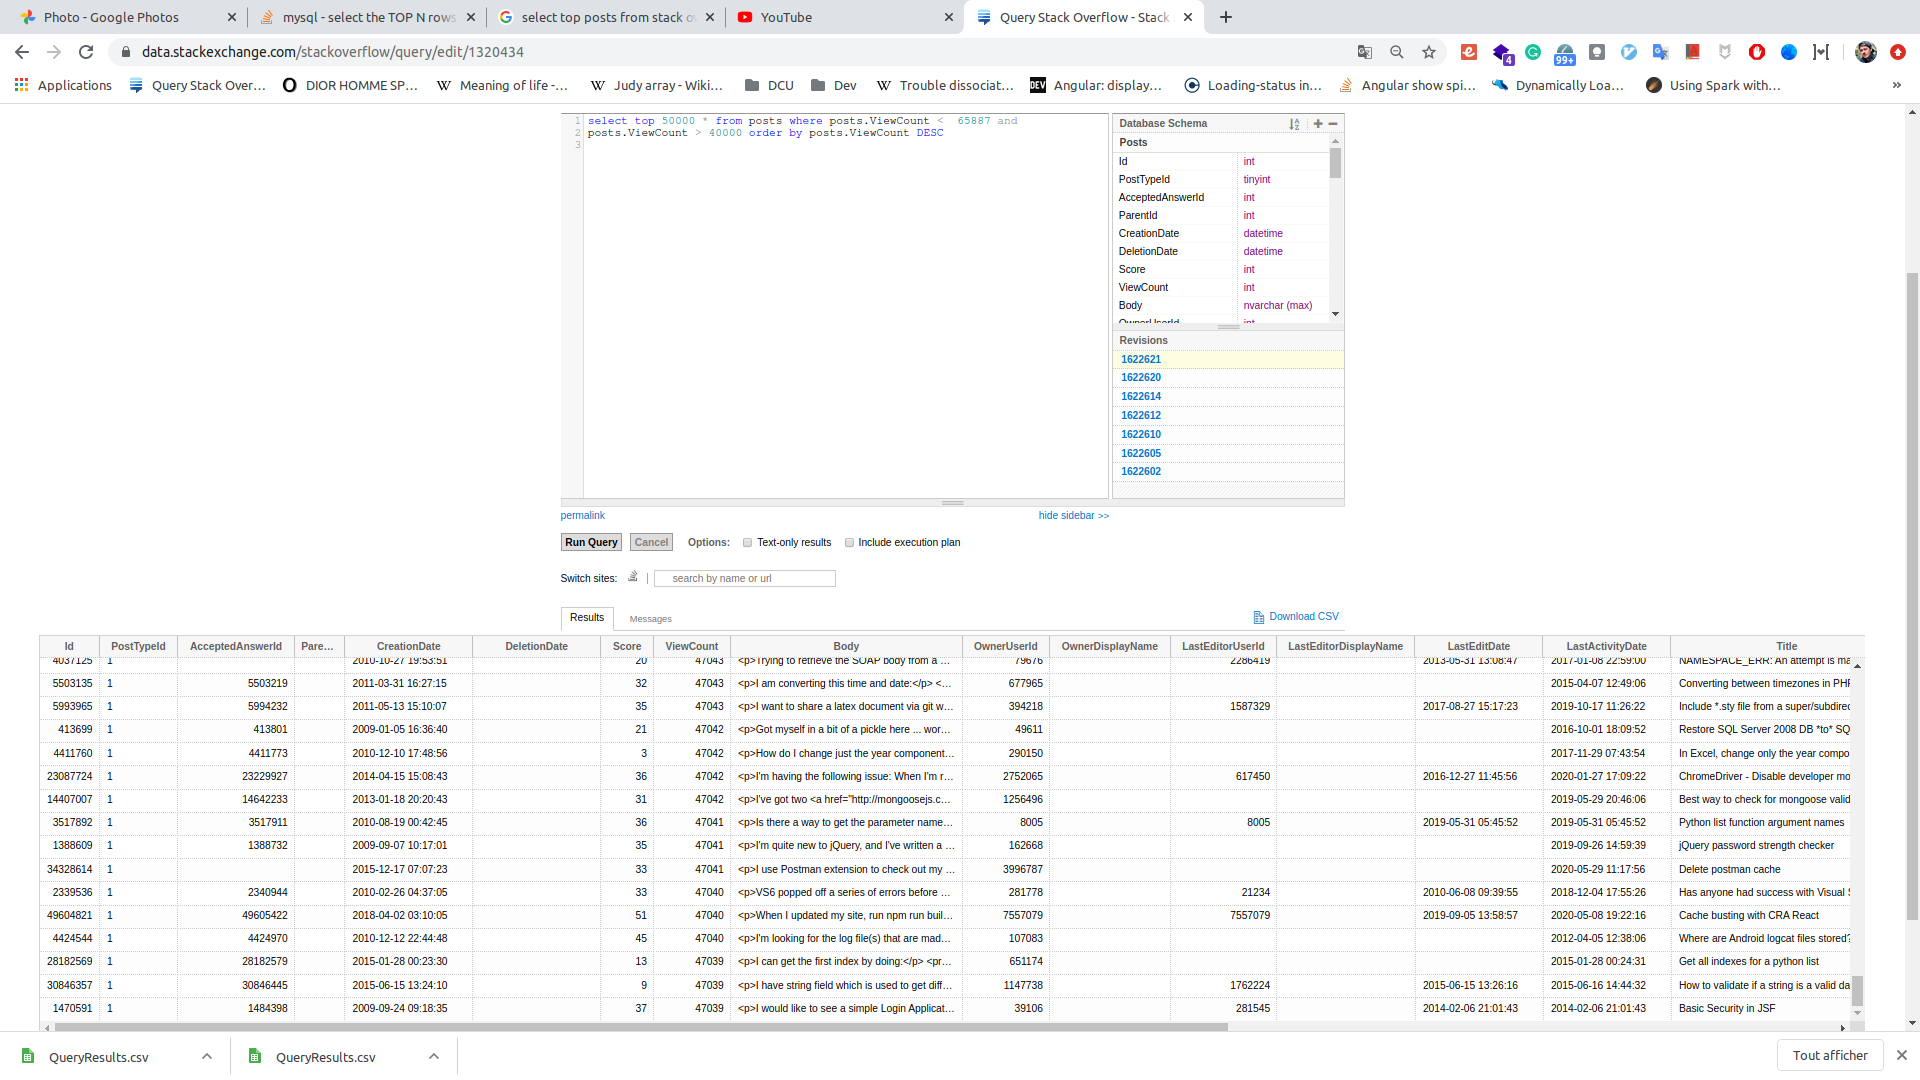 Photo - Google Photos
mysql - select the TOP N rows
select top posts from stack o
YouTube
Query Stack Overflow - Stack
data.stackexchange.com/stackoverflow/query/edit/1320434
4
99+
Applications
Query Stack Over…
DIOR HOMME SP…
Meaning of life -…
Judy array - Wiki…
DCU
Dev
Trouble dissociat…
DEV
Angular: display…
Loading-status in…
Angular show spi…
Dynamically Loa…
Using Spark with…
»
1 select top 50000 * from posts where posts.ViewCount < 65887 and
2 posts.ViewCount > 40000 order by posts.ViewCount DESC
3
Database Schema
Posts
Id int
PostTypeId tinyint
AcceptedAnswerId int
ParentId int
CreationDate datetime
DeletionDate datetime
Score int
ViewCount int
Body nvarchar (max)
OwnerUserId int
Revisions
1622621
1622620
1622614
1622612
1622610
1622605
1622602
permalink
hide sidebar >>
Run Query Cancel Options: Text-only results Include execution plan
Switch sites: | search by name or url
Results Messages
Download CSV
Id PostTypeId AcceptedAnswerId Pare… CreationDate DeletionDate Score ViewCount Body OwnerUserId OwnerDisplayName LastEditorUserId LastEditorDisplayName LastEditDate LastActivityDate Title
4037125 1 2010-10-27 19:53:51 20 47043 <p>Trying to retrieve the SOAP body from a … 79676 2286419 2013-05-31 13:08:47 2017-01-08 22:59:00 NAMESPACE_ERR: An attempt is ma
5503135 1 5503219 2011-03-31 16:27:15 32 47043 <p>I am converting this time and date:</p> <… 677965 2015-04-07 12:49:06 Converting between timezones in PHP
5993965 1 5994232 2011-05-13 15:10:07 35 47043 <p>I want to share a latex document via git w… 394218 1587329 2017-08-27 15:17:23 2019-10-17 11:26:22 Include *.sty file from a super/subdirec
413699 1 413801 2009-01-05 16:36:40 21 47042 <p>Got myself in a bit of a pickle here ... wor… 49611 2016-10-01 18:09:52 Restore SQL Server 2008 DB *to* SQ
4411760 1 4411773 2010-12-10 17:48:56 3 47042 <p>How do I change just the year component… 290150 2017-11-29 07:43:54 In Excel, change only the year compo
23087724 1 23229927 2014-04-15 15:08:43 36 47042 <p>I'm having the following issue: When I'm r… 2752065 617450 2016-12-27 11:45:56 2020-01-27 17:09:22 ChromeDriver - Disable developer mo
14407007 1 14642233 2013-01-18 20:20:43 31 47042 <p>I've got two <a href="http://mongoosejs.c… 1256496 2019-05-29 20:46:06 Best way to check for mongoose valid
3517892 1 3517911 2010-08-19 00:42:45 36 47041 <p>Is there a way to get the parameter name… 8005 8005 2019-05-31 05:45:52 2019-05-31 05:45:52 Python list function argument names
1388609 1 1388732 2009-09-07 10:17:01 35 47041 <p>I'm quite new to jQuery, and I've written a … 162668 2019-09-26 14:59:39 jQuery password strength checker
34328614 1 2015-12-17 07:07:23 33 47041 <p>I use Postman extension to check out my … 3996787 2020-05-29 11:17:56 Delete postman cache
2339536 1 2340944 2010-02-26 04:37:05 33 47040 <p>VS6 popped off a series of errors before … 281778 21234 2010-06-08 09:39:55 2018-12-04 17:55:26 Has anyone had success with Visual S
49604821 1 49605422 2018-04-02 03:10:05 51 47040 <p>When I updated my site, run npm run buil… 7557079 7557079 2019-09-05 13:58:57 2020-05-08 19:22:16 Cache busting with CRA React
4424544 1 4424970 2010-12-12 22:44:48 45 47040 <p>I'm looking for the log file(s) that are mad… 107083 2012-04-05 12:38:06 Where are Android logcat files stored?
28182569 1 28182579 2015-01-28 00:23:30 13 47039 <p>I can get the first index by doing:</p> <pr… 651174 2015-01-28 00:24:31 Get all indexes for a python list
30846357 1 30846445 2015-06-15 13:24:10 9 47039 <p>I have string field which is used to get diff… 1147738 1762224 2015-06-15 13:26:16 2015-06-16 14:44:32 How to validate if a string is a valid da
1470591 1 1484398 2009-09-24 09:18:35 37 47039 <p>I would like to see a simple Login Applicat… 39106 281545 2014-02-06 21:01:43 2014-02-06 21:01:43 Basic Security in JSF
QueryResults.csv
QueryResults.csv
Tout afficher